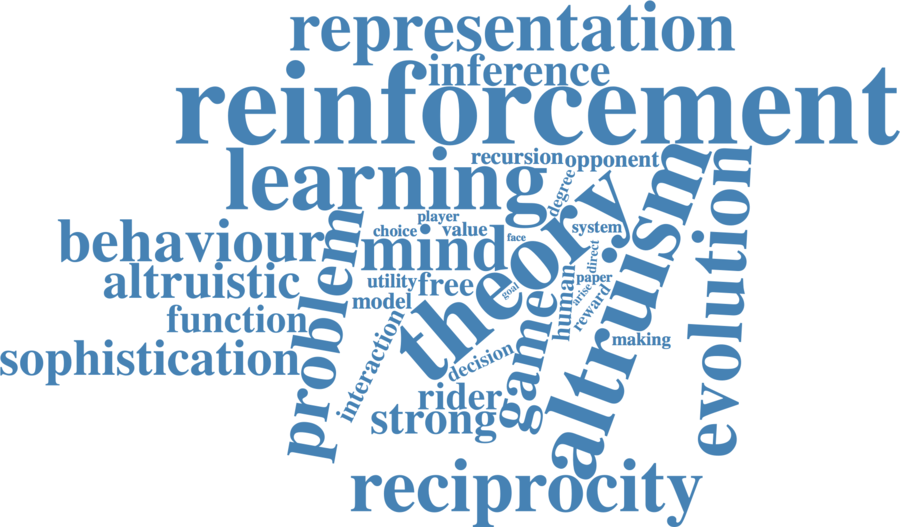 representation
inference
reinforcement
learning
recursion
opponent
degree
theory
altruism
evolution
player
choice
value
face
system
behaviour
problem
mind
direct
altruistic
utility
free
goal
human
paper
arise
reward
model
function
interaction
game
making
sophistication
decision
rider
strong
reciprocity